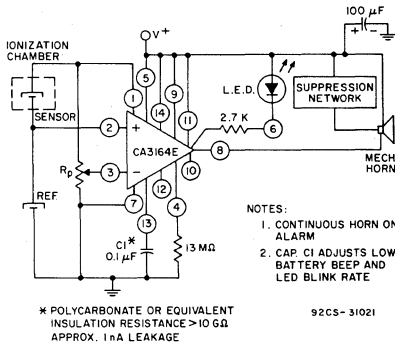 100 µF
+ -
V+
IONIZATION
CHAMBER
SENSOR
L.E.D.
SUPPRESSION
NETWORK
MECH
HORN
2.7 K
CA3164E
+
-
1
2
3
4
5
6
7
8
9
10
11
12
13
14
Rp
REF.
C1*
0.1 µF
13 MΩ
NOTES:
1. CONTINUOUS HORN ON
ALARM
2. CAP. C1 ADJUSTS LOW
BATTERY BEEP AND
LED BLINK RATE
* POLYCARBONATE OR EQUIVALENT
INSULATION RESISTANCE > 10 GΩ
APPROX. 1 nA LEAKAGE
92CS-31021